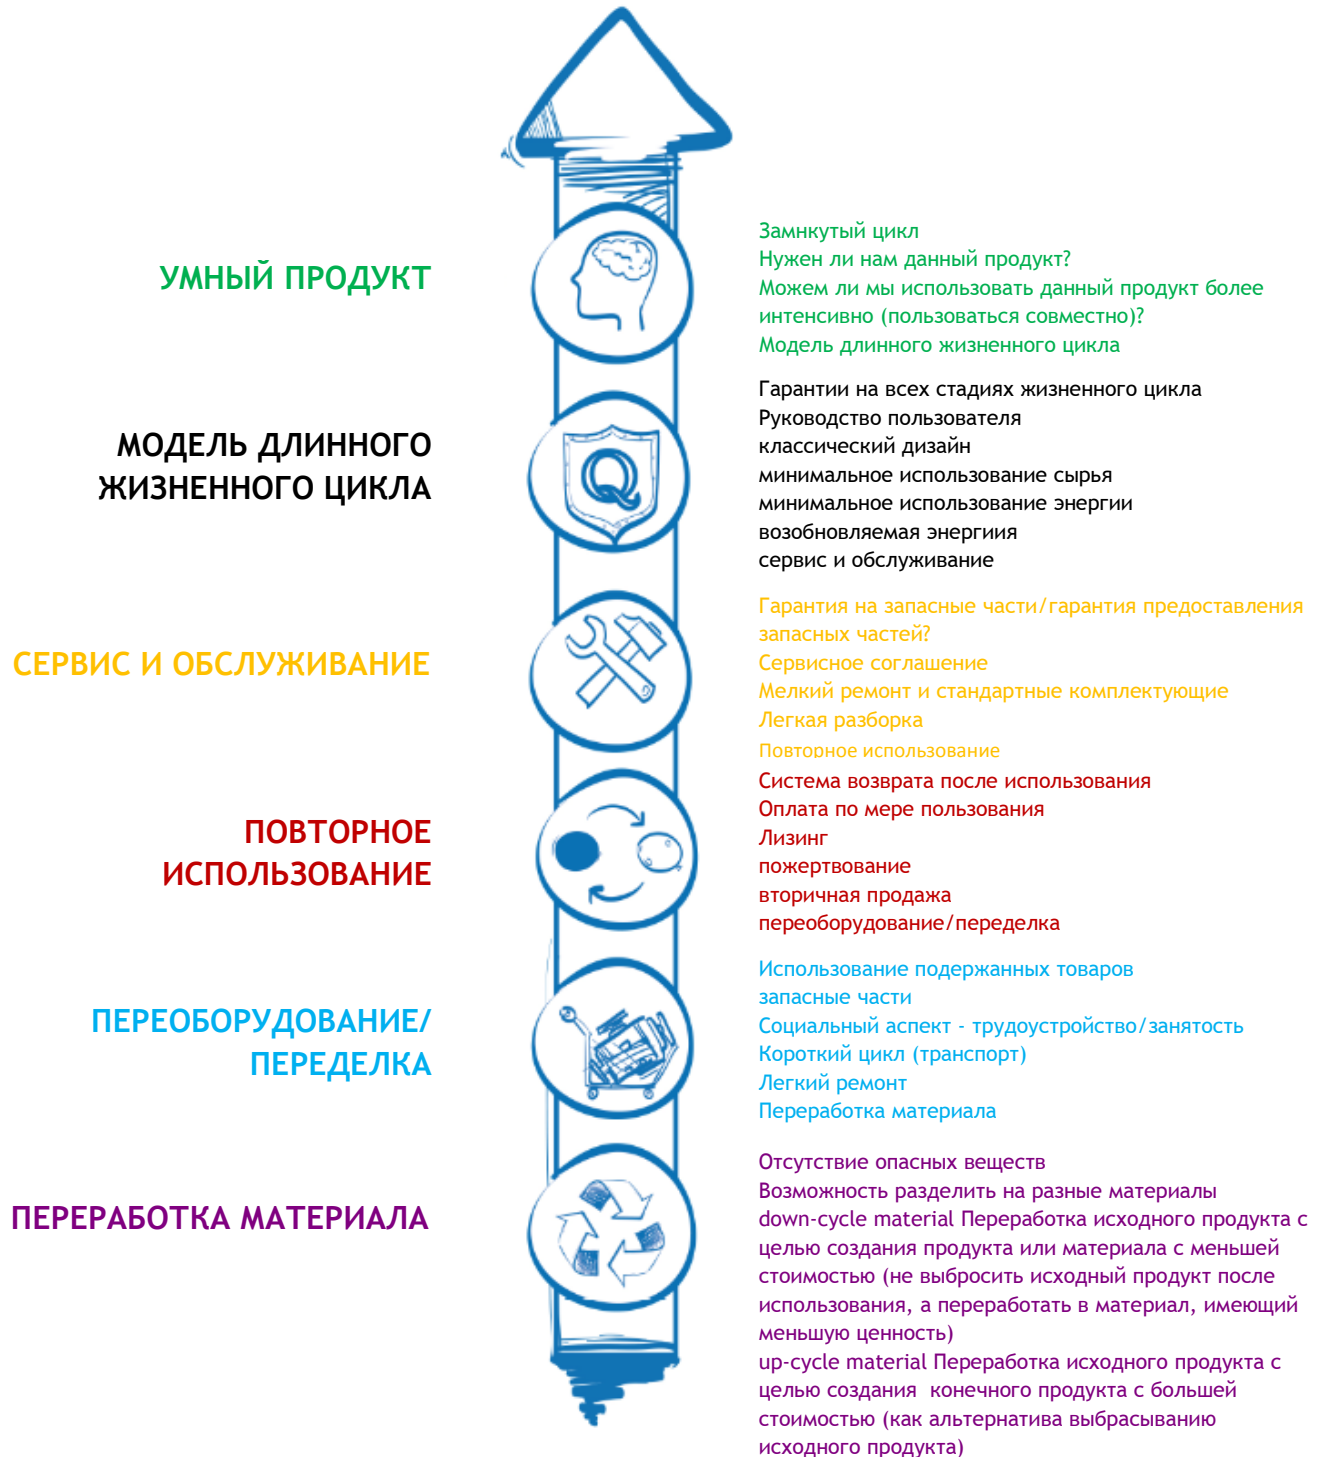 УМНЫЙ ПРОДУКТ
Замнкутый цикл
Нужен ли нам данный продукт?
Можем ли мы использовать данный продукт более
интенсивно (пользоваться совместно)?
Модель длинного жизненного цикла
МОДЕЛЬ ДЛИННОГО
ЖИЗНЕННОГО ЦИКЛА
Q
Гарантии на всех стадиях жизненного цикла
Руководство пользователя
классический дизайн
минимальное использование сырья
минимальное использование энергии
возобновляемая энергиия
сервис и обслуживание
СЕРВИС И ОБСЛУЖИВАНИЕ
Гарантия на запасные части/гарантия предоставления
запасных частей?
Сервисное соглашение
Мелкий ремонт и стандартные комплектующие
Легкая разборка
Повторное использование
ПОВТОРНОЕ
ИСПОЛЬЗОВАНИЕ
Система возврата после использования
Оплата по мере пользования
Лизинг
пожертвование
вторичная продажа
переоборудование/переделка
ПЕРЕОБОРУДОВАНИЕ/
ПЕРЕДЕЛКА
Использование подержанных товаров
запасные части
Социальный аспект - трудоустройство/занятость
Короткий цикл (транспорт)
Легкий ремонт
Переработка материала
ПЕРЕРАБОТКА МАТЕРИАЛА
Отсутствие опасных веществ
Возможность разделить на разные материалы
down-cycle material Переработка исходного продукта с
целью создания продукта или материала с меньшей
стоимостью (не выбросить исходный продукт после
использования, а переработать в материал, имеющий
меньшую ценность)
up-cycle material Переработка исходного продукта с
целью создания  конечного продукта с большей
стоимостью (как альтернатива выбрасыванию
исходного продукта)